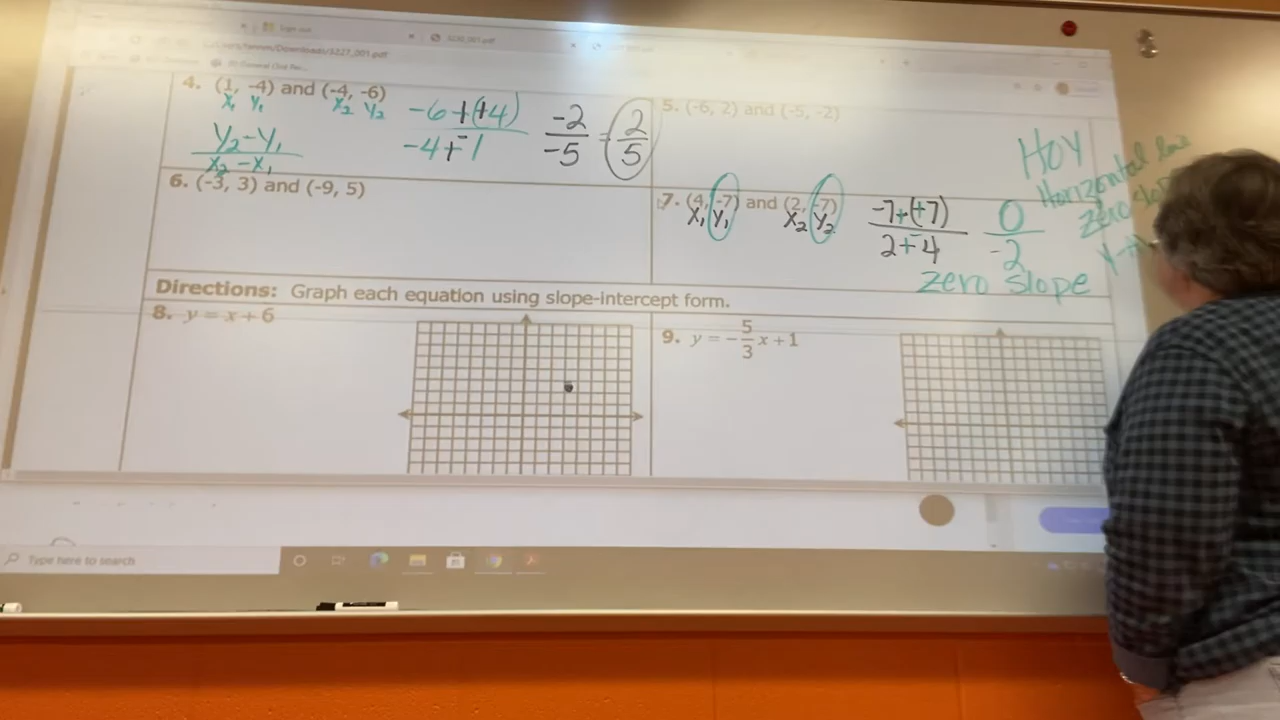 4. (1, -4) and (-4, -6)
x₁ y₁ x₂ y₂
y₂-y₁
x₂-x₁
-6+(+4)
-4+-1
-2
-5
=
2
5
5. (-6, 2) and (-5, -2)
6. (-3, 3) and (-9, 5)
7. (4, -7) and (2, -7)
x₁ y₁ x₂ y₂
-7+(+7)
2+-4
0
-2
zero slope
HOY
Horizontal line
zero
Directions: Graph each equation using slope-intercept form.
8. y = x + 6
9. y = -5/3 x + 1
Type here to search